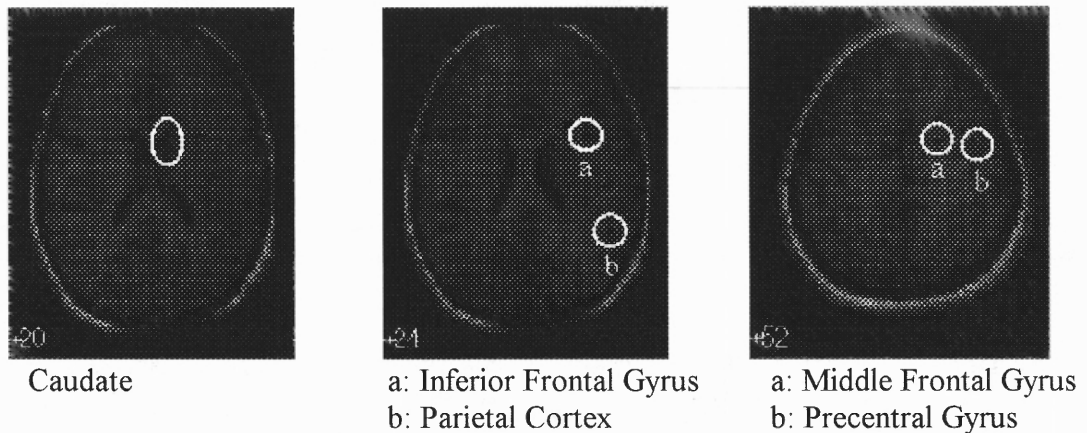 +20
a
b
+24
a
b
+52
Caudate
a: Inferior Frontal Gyrus
b: Parietal Cortex
a: Middle Frontal Gyrus
b: Precentral Gyrus